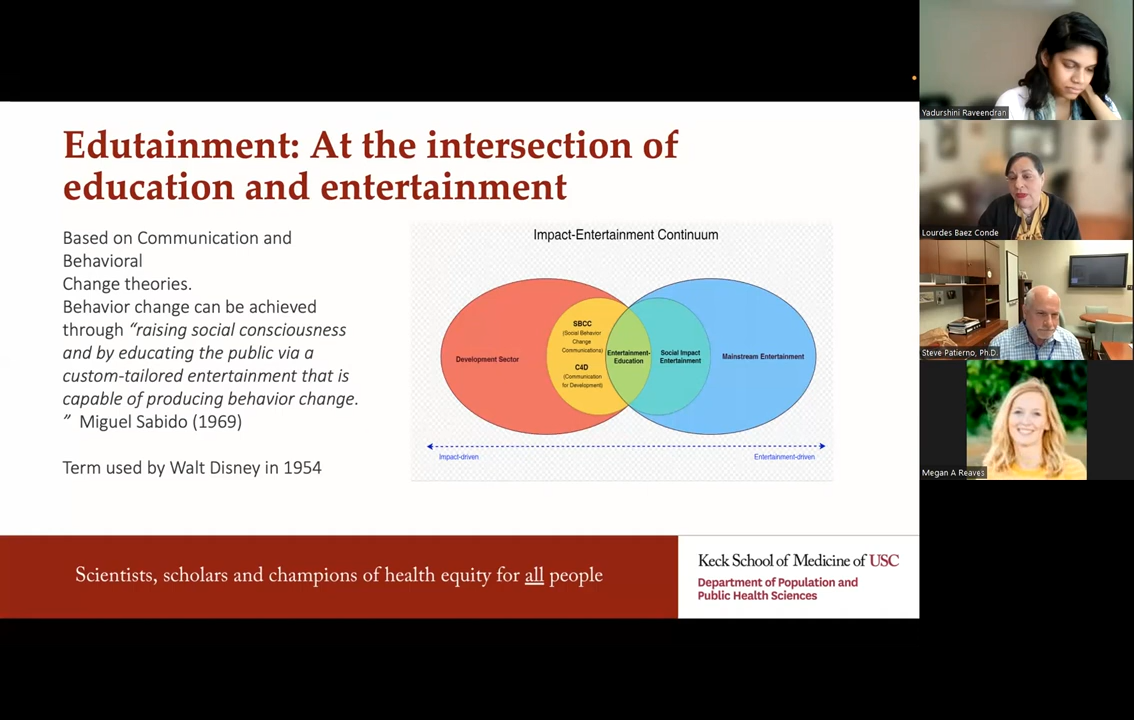 Edutainment: At the intersection of
education and entertainment
Based on Communication and
Behavioral
Change theories.
Behavior change can be achieved
through “raising social consciousness
and by educating the public via a
custom-tailored entertainment that is
capable of producing behavior change.
” Miguel Sabido (1969)
Term used by Walt Disney in 1954
Impact-Entertainment Continuum
Development Sector
SBCC
(Social Behavior
Change
Communications)
C4D
(Communication
for Development)
Entertainment-
Education
Social Impact
Entertainment
Mainstream Entertainment
Impact-driven
Entertainment-driven
Scientists, scholars and champions of health equity for all people
Keck School of Medicine of USC
Department of Population and
Public Health Sciences
Yadurshini Raveendran
Lourdes Baez Conde
Steve Patierno, Ph.D.
Megan A Reaves